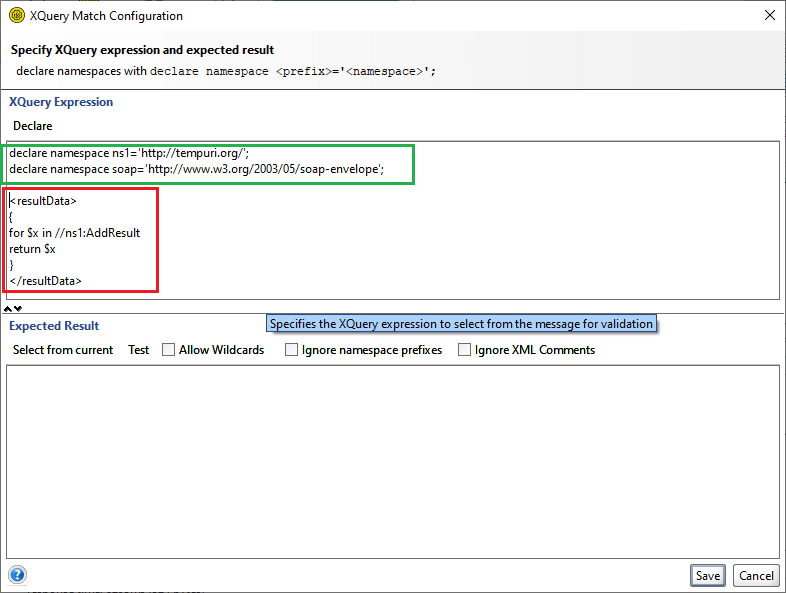 XQuery Match Configuration
Specify XQuery expression and expected result
declare namespaces with declare namespace <prefix>='<namespace>';
XQuery Expression
Declare
declare namespace ns1='http://tempuri.org/';
declare namespace soap='http://www.w3.org/2003/05/soap-envelope';
<resultData>
{
for $x in //ns1:AddResult
return $x
}
</resultData>
Specifies the XQuery expression to select from the message for validation
Expected Result
Select from current Test Allow Wildcards Ignore namespace prefixes Ignore XML Comments
?
Save Cancel